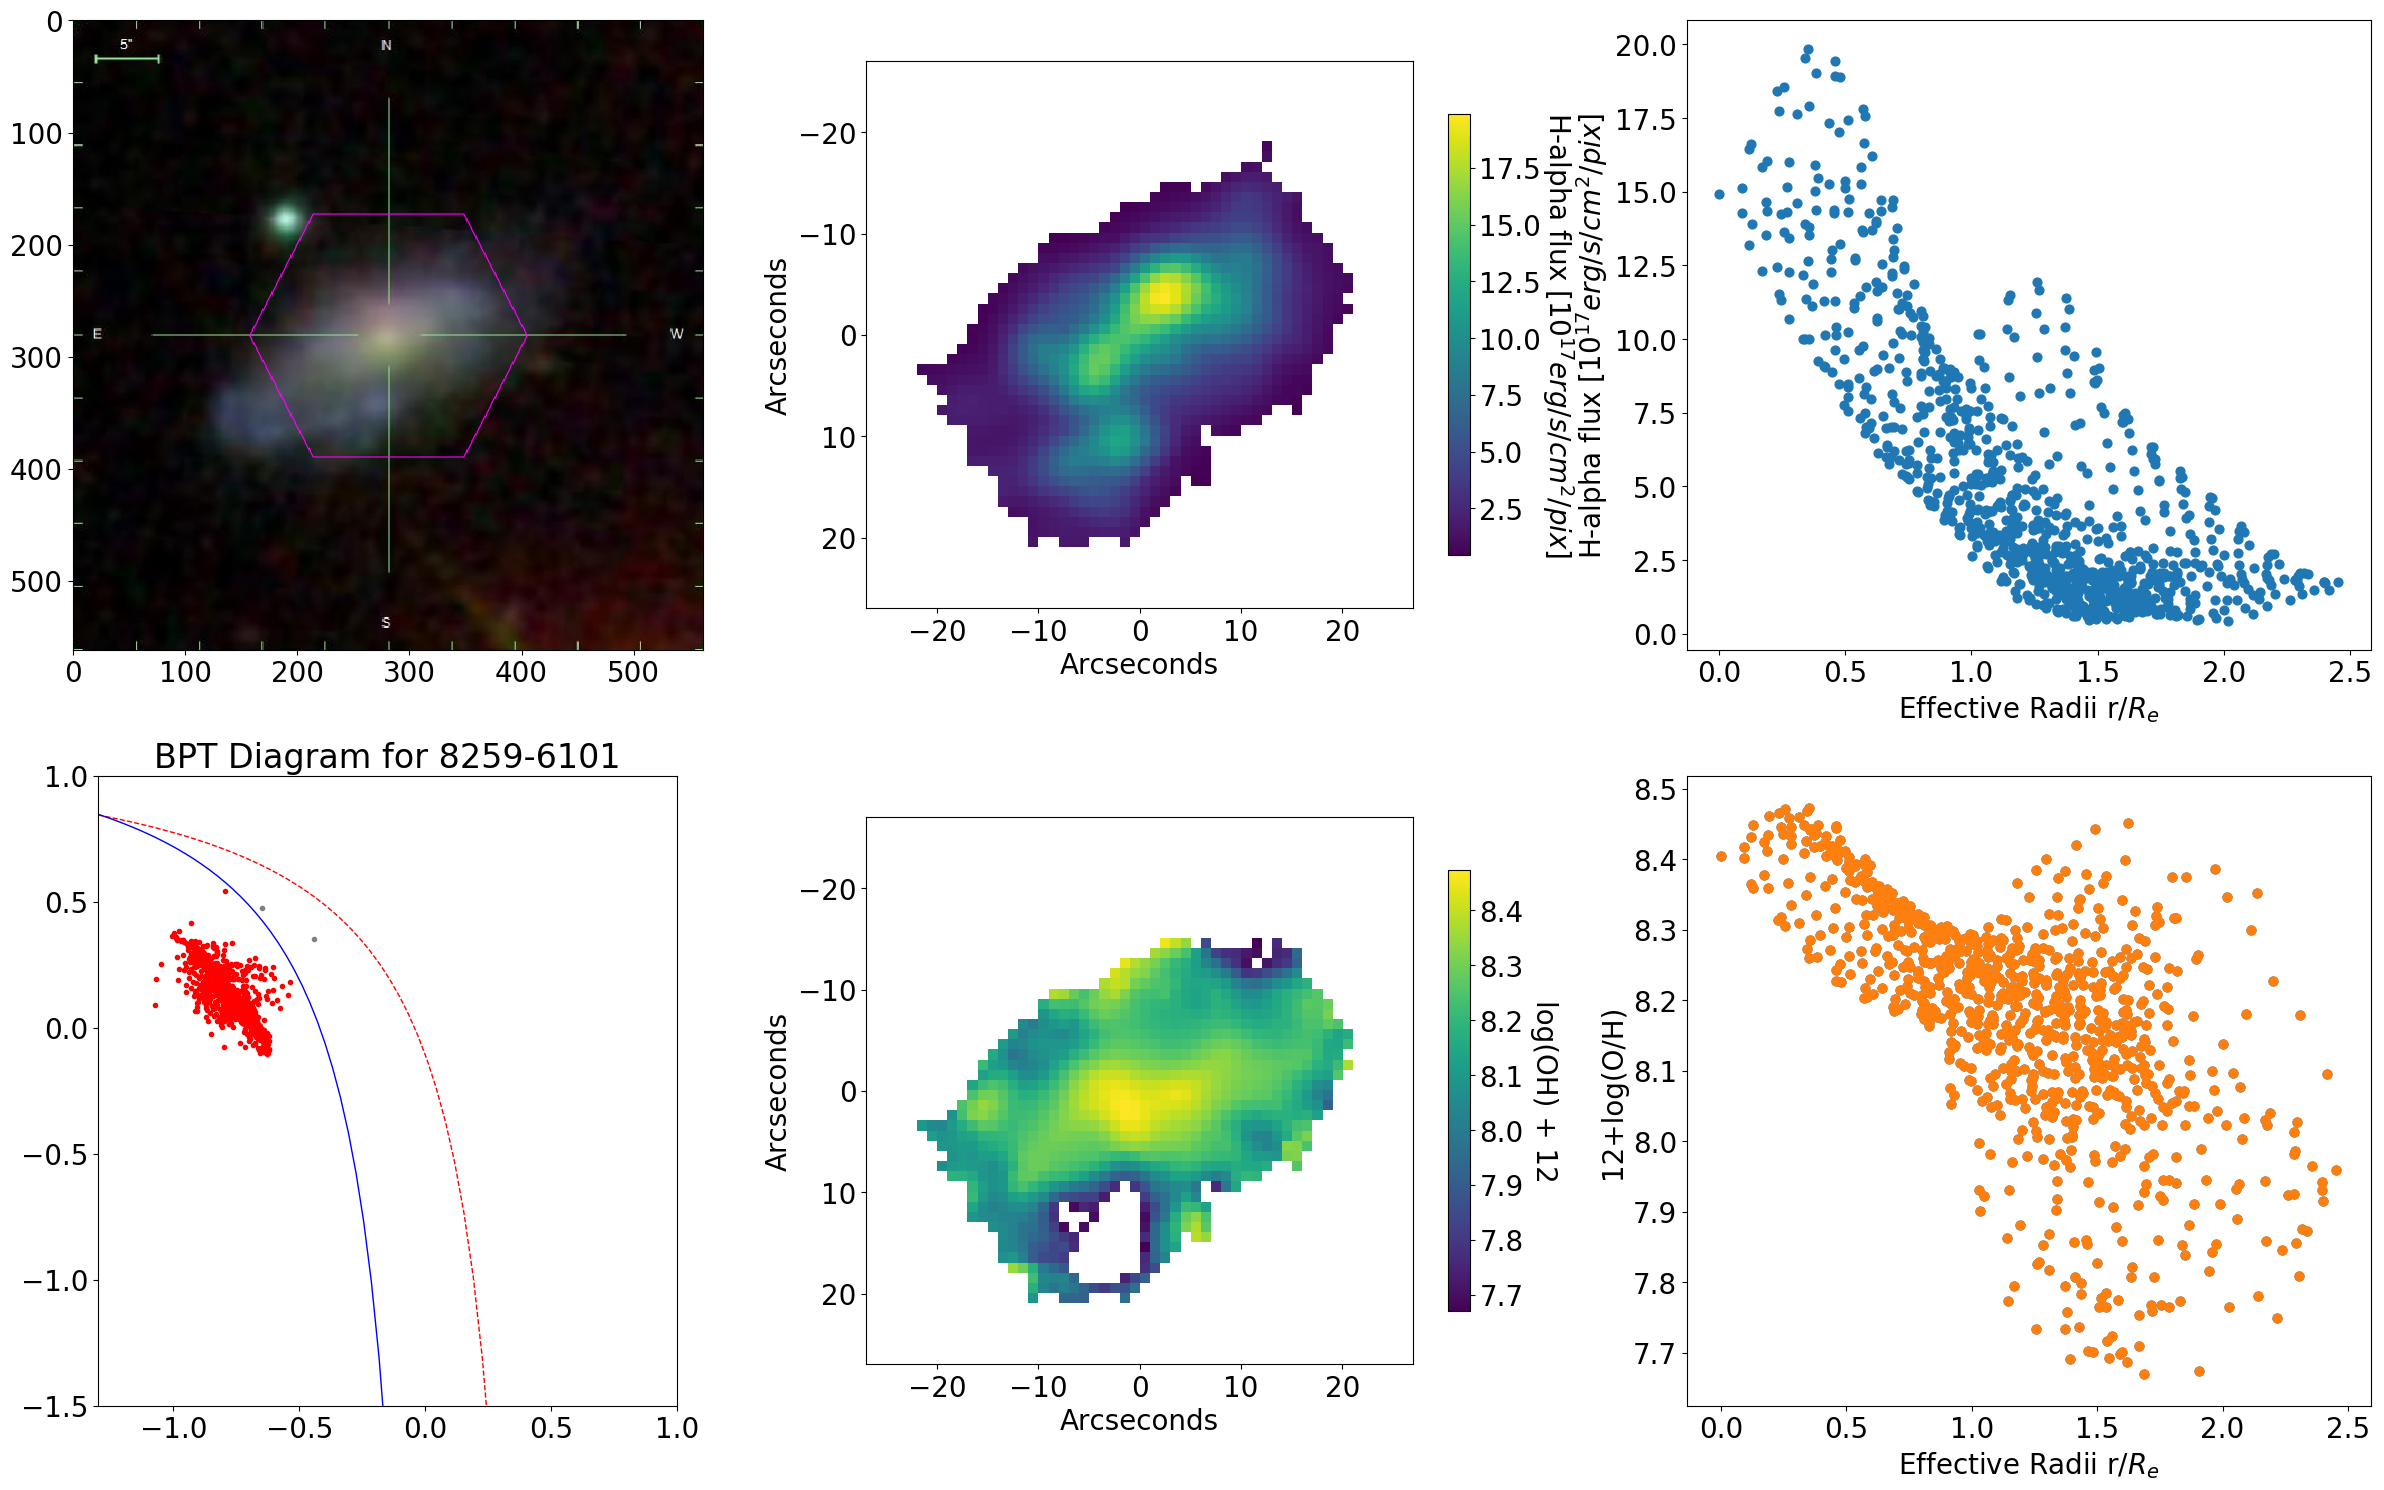 0
100
200
300
400
500
0 100 200 300 400 500
5"
N
E
W
S
−20
−10
0
10
20
Arcseconds
−20 −10 0 10 20
Arcseconds
17.5
15.0
12.5
10.0
7.5
5.0
2.5
H-alpha flux [10^17 erg/s/cm^2/pix]
H-alpha flux [10^17 erg/s/cm^2/pix]
20.0
17.5
15.0
12.5
10.0
7.5
5.0
2.5
0.0
0.0 0.5 1.0 1.5 2.0 2.5
Effective Radii r/R_e
BPT Diagram for 8259-6101
1.0
0.5
0.0
−0.5
−1.0
−1.5
−1.0 −0.5 0.0 0.5 1.0
−20
−10
0
10
20
Arcseconds
−20 −10 0 10 20
Arcseconds
8.4
8.3
8.2
8.1
8.0
7.9
7.8
7.7
log(OH) + 12
12+log(O/H)
8.5
8.4
8.3
8.2
8.1
8.0
7.9
7.8
7.7
0.0 0.5 1.0 1.5 2.0 2.5
Effective Radii r/R_e